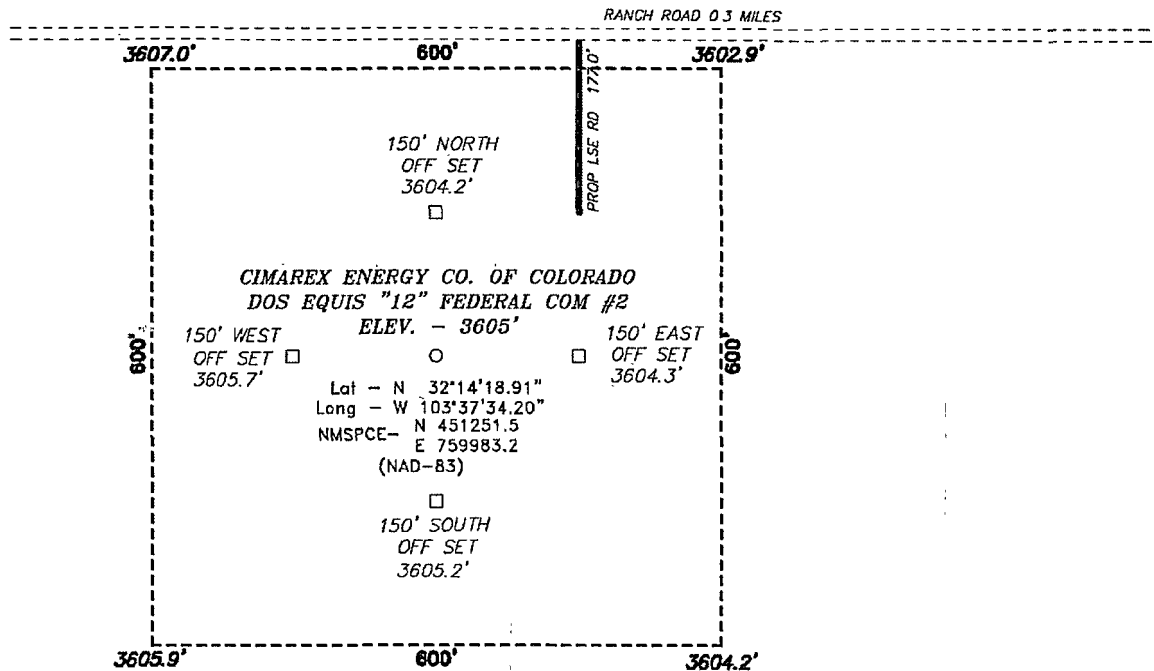 RANCH ROAD 0.3 MILES
3607.0' 600' 3602.9'
PROP LSE RD 177.0'
150' NORTH
OFF SET
3604.2'
CIMAREX ENERGY CO. OF COLORADO
DOS EQUIS "12" FEDERAL COM #2
ELEV. - 3605'
600'
150' WEST
OFF SET
3605.7'
150' EAST
OFF SET
3604.3'
600'
Lat - N 32°14'18.91"
Long - W 103°37'34.20"
NMSPCE- N 451251.5
E 759983.2
(NAD-83)
150' SOUTH
OFF SET
3605.2'
3605.9' 600' 3604.2'